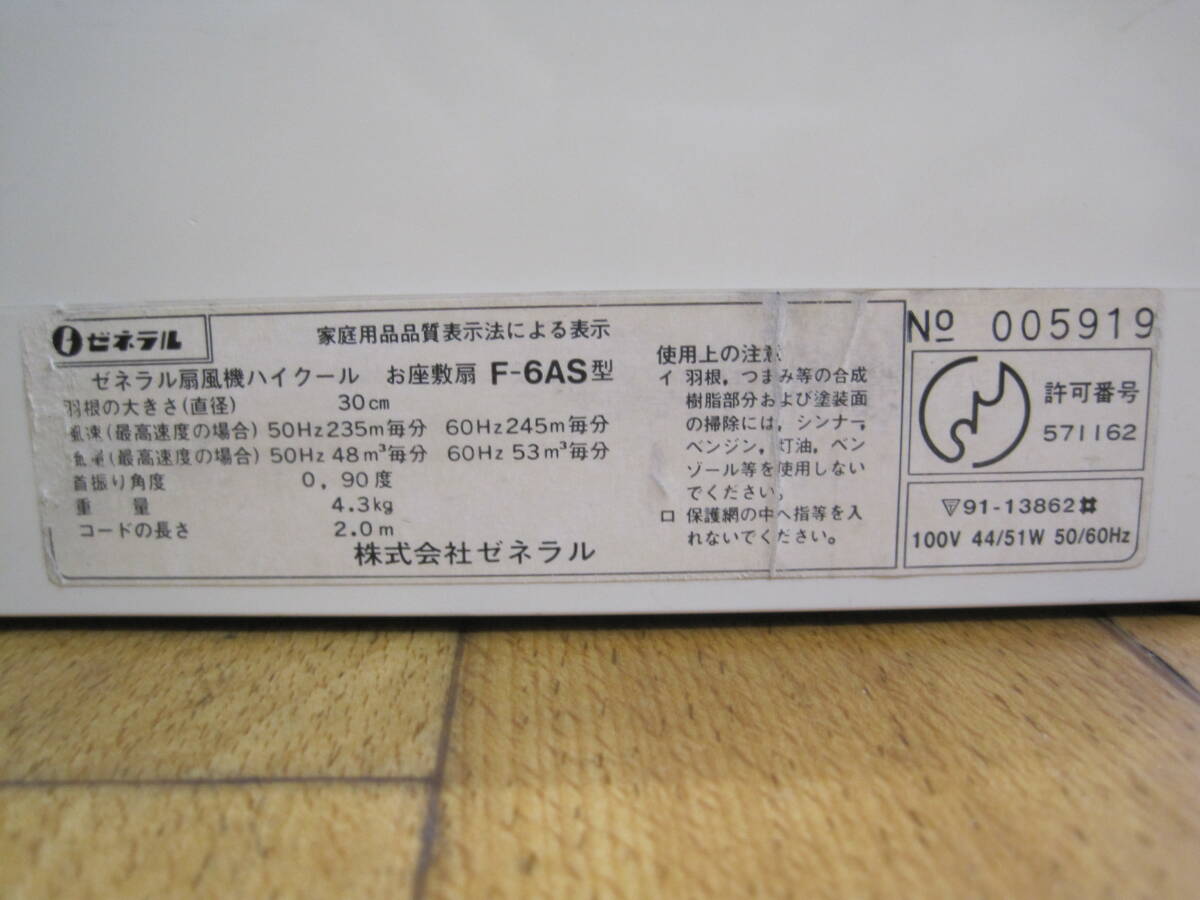 ゼネラル
家庭用品品質表示法による表示
ゼネラル扇風機ハイクール お座敷扇 F-6AS型
羽根の大きさ(直径) 30cm
風速(最高速度の場合) 50Hz 235m毎分 60Hz 245m毎分
風量(最高速度の場合) 50Hz 48m³毎分 60Hz 53m³毎分
首振り角度 0, 90度
重量 4.3kg
コードの長さ 2.0m
株式会社ゼネラル
使用上の注意
イ 羽根, つまみ等の合成
樹脂部分および塗装面
の掃除には, シンナー,
ベンジン, 灯油, ベン
ゾール等を使用しない
でください。
ロ 保護網の中へ指等を入
れないでください。
No 005919
許可番号
571162
▽91-13862
100V 44/51W 50/60Hz